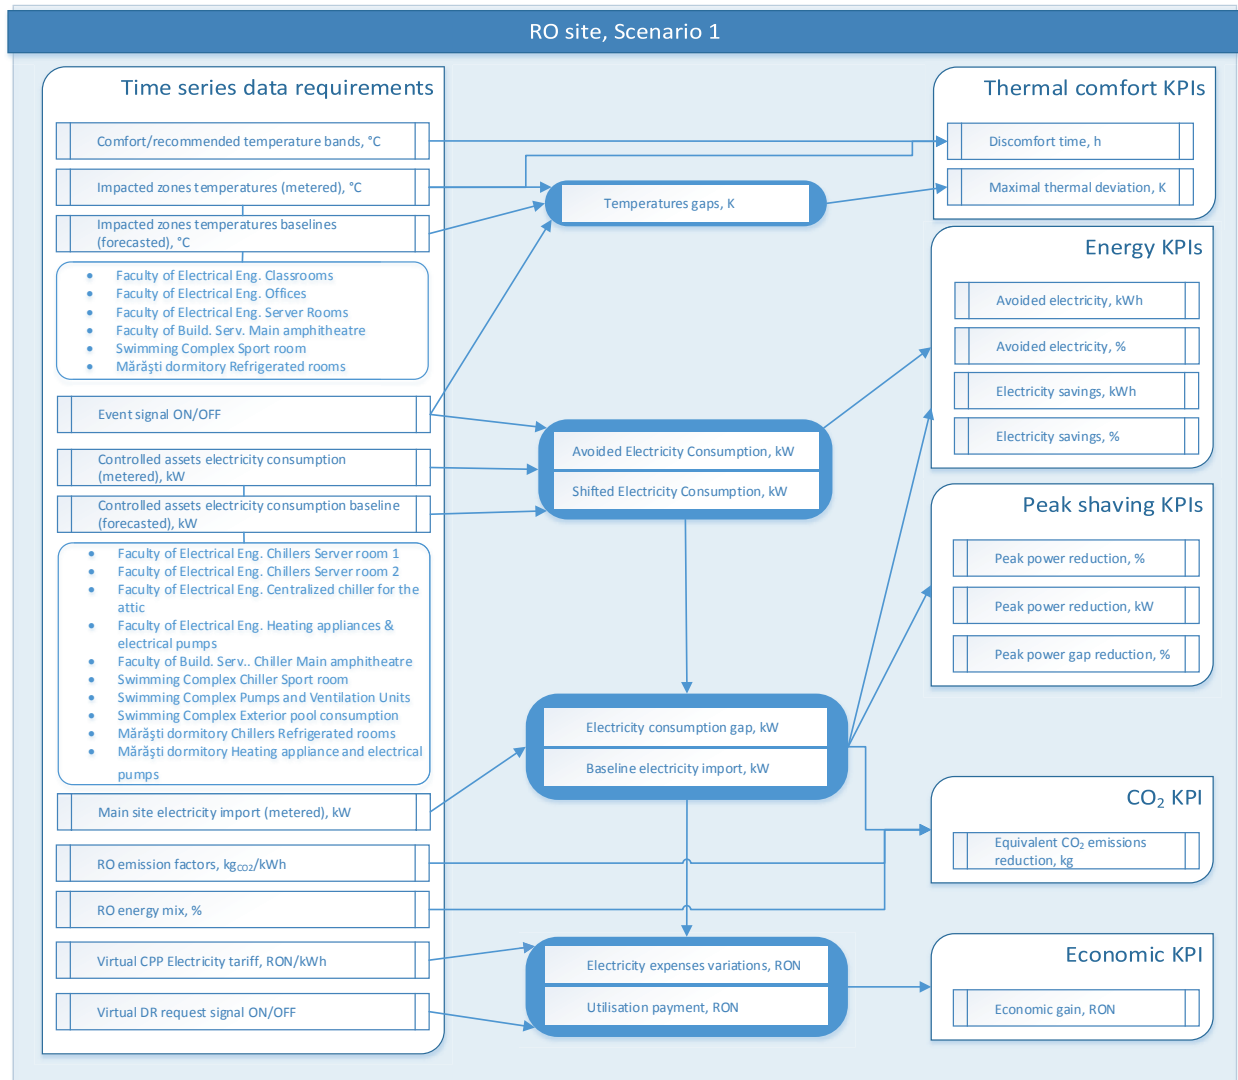 RO site, Scenario 1
Time series data requirements
Comfort/recommended temperature bands, °C
Impacted zones temperatures (metered), °C
Impacted zones temperatures baselines
(forecasted), °C
• Faculty of Electrical Eng. Classrooms
• Faculty of Electrical Eng. Offices
• Faculty of Electrical Eng. Server Rooms
• Faculty of Build. Serv. Main amphitheatre
• Swimming Complex Sport room
• Mărăști dormitory Refrigerated rooms
Event signal ON/OFF
Controlled assets electricity consumption
(metered), kW
Controlled assets electricity consumption baseline
(forecasted), kW
• Faculty of Electrical Eng. Chillers Server room 1
• Faculty of Electrical Eng. Chillers Server room 2
• Faculty of Electrical Eng. Centralized chiller for the
attic
• Faculty of Electrical Eng. Heating appliances &
electrical pumps
• Faculty of Build. Serv.. Chiller Main amphitheatre
• Swimming Complex Chiller Sport room
• Swimming Complex Pumps and Ventilation Units
• Swimming Complex Exterior pool consumption
• Mărăști dormitory Chillers Refrigerated rooms
• Mărăști dormitory Heating appliance and electrical
pumps
Main site electricity import (metered), kW
RO emission factors, kgCO2/kWh
RO energy mix, %
Virtual CPP Electricity tariff, RON/kWh
Virtual DR request signal ON/OFF
Temperatures gaps, K
Avoided Electricity Consumption, kW
Shifted Electricity Consumption, kW
Electricity consumption gap, kW
Baseline electricity import, kW
Electricity expenses variations, RON
Utilisation payment, RON
Thermal comfort KPIs
Discomfort time, h
Maximal thermal deviation, K
Energy KPIs
Avoided electricity, kWh
Avoided electricity, %
Electricity savings, kWh
Electricity savings, %
Peak shaving KPIs
Peak power reduction, %
Peak power reduction, kW
Peak power gap reduction, %
CO₂ KPI
Equivalent CO₂ emissions
reduction, kg
Economic KPI
Economic gain, RON